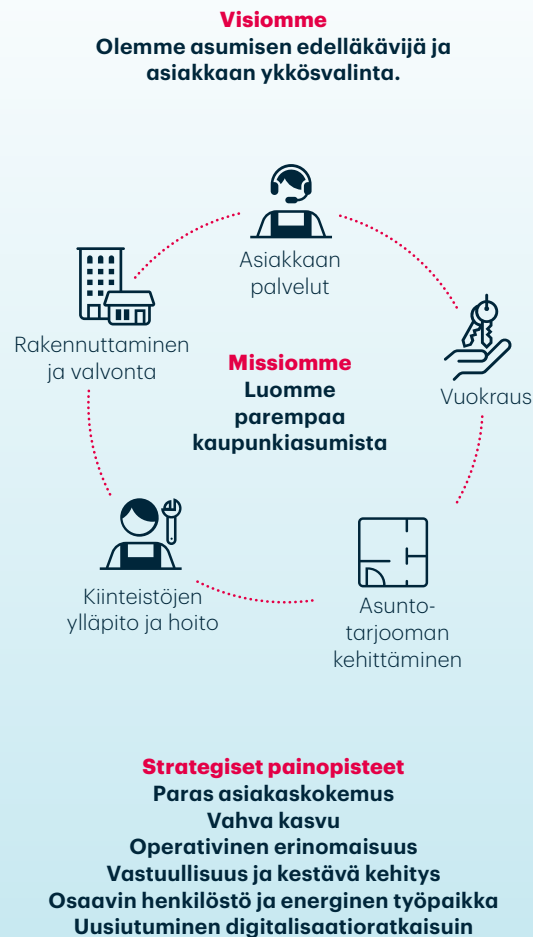 Visiomme
Olemme asumisen edelläkävijä ja
asiakkaan ykkösvalinta.
Asiakkaan
palvelut
Rakennuttaminen
ja valvonta
Vuokraus
Missiomme
Luomme
parempaa
kaupunkiasumista
Kiinteistöjen
ylläpito ja hoito
Asunto-
tarjooman
kehittäminen
Strategiset painopisteet
Paras asiakaskokemus
Vahva kasvu
Operatiivinen erinomaisuus
Vastuullisuus ja kestävä kehitys
Osaavin henkilöstö ja energinen työpaikka
Uusiutuminen digitalisaatioratkaisuin